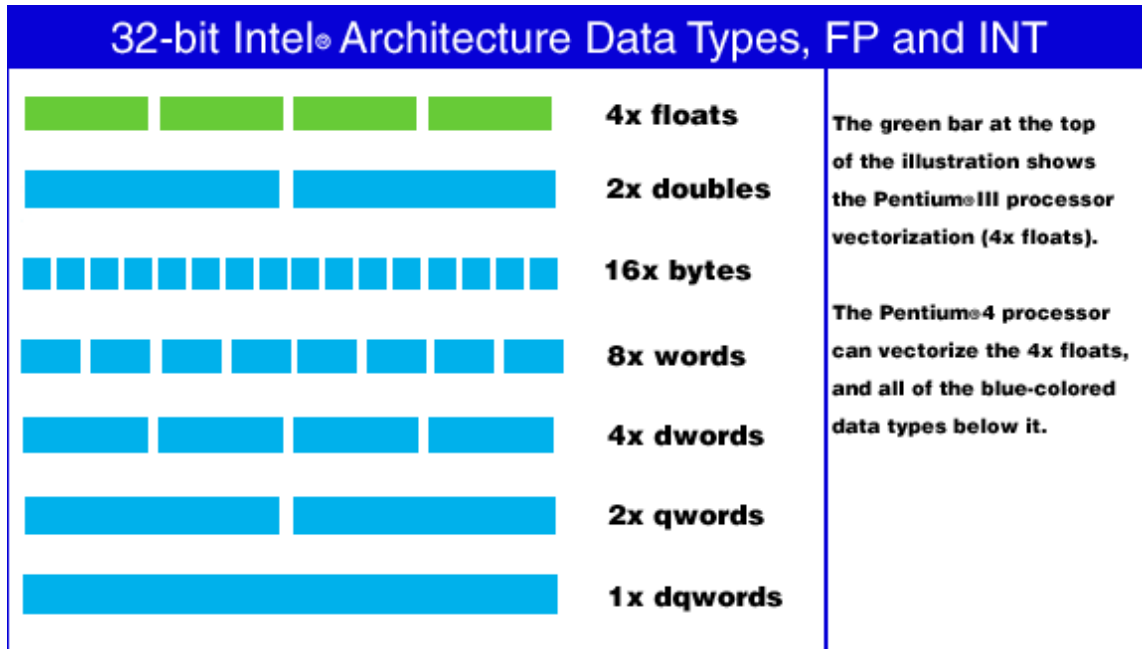 32-bit Intel® Architecture Data Types, FP and INT
4x floats
2x doubles
16x bytes
8x words
4x dwords
2x qwords
1x dqwords
The green bar at the top
of the illustration shows
the Pentium®III processor
vectorization (4x floats).
The Pentium®4 processor
can vectorize the 4x floats,
and all of the blue-colored
data types below it.